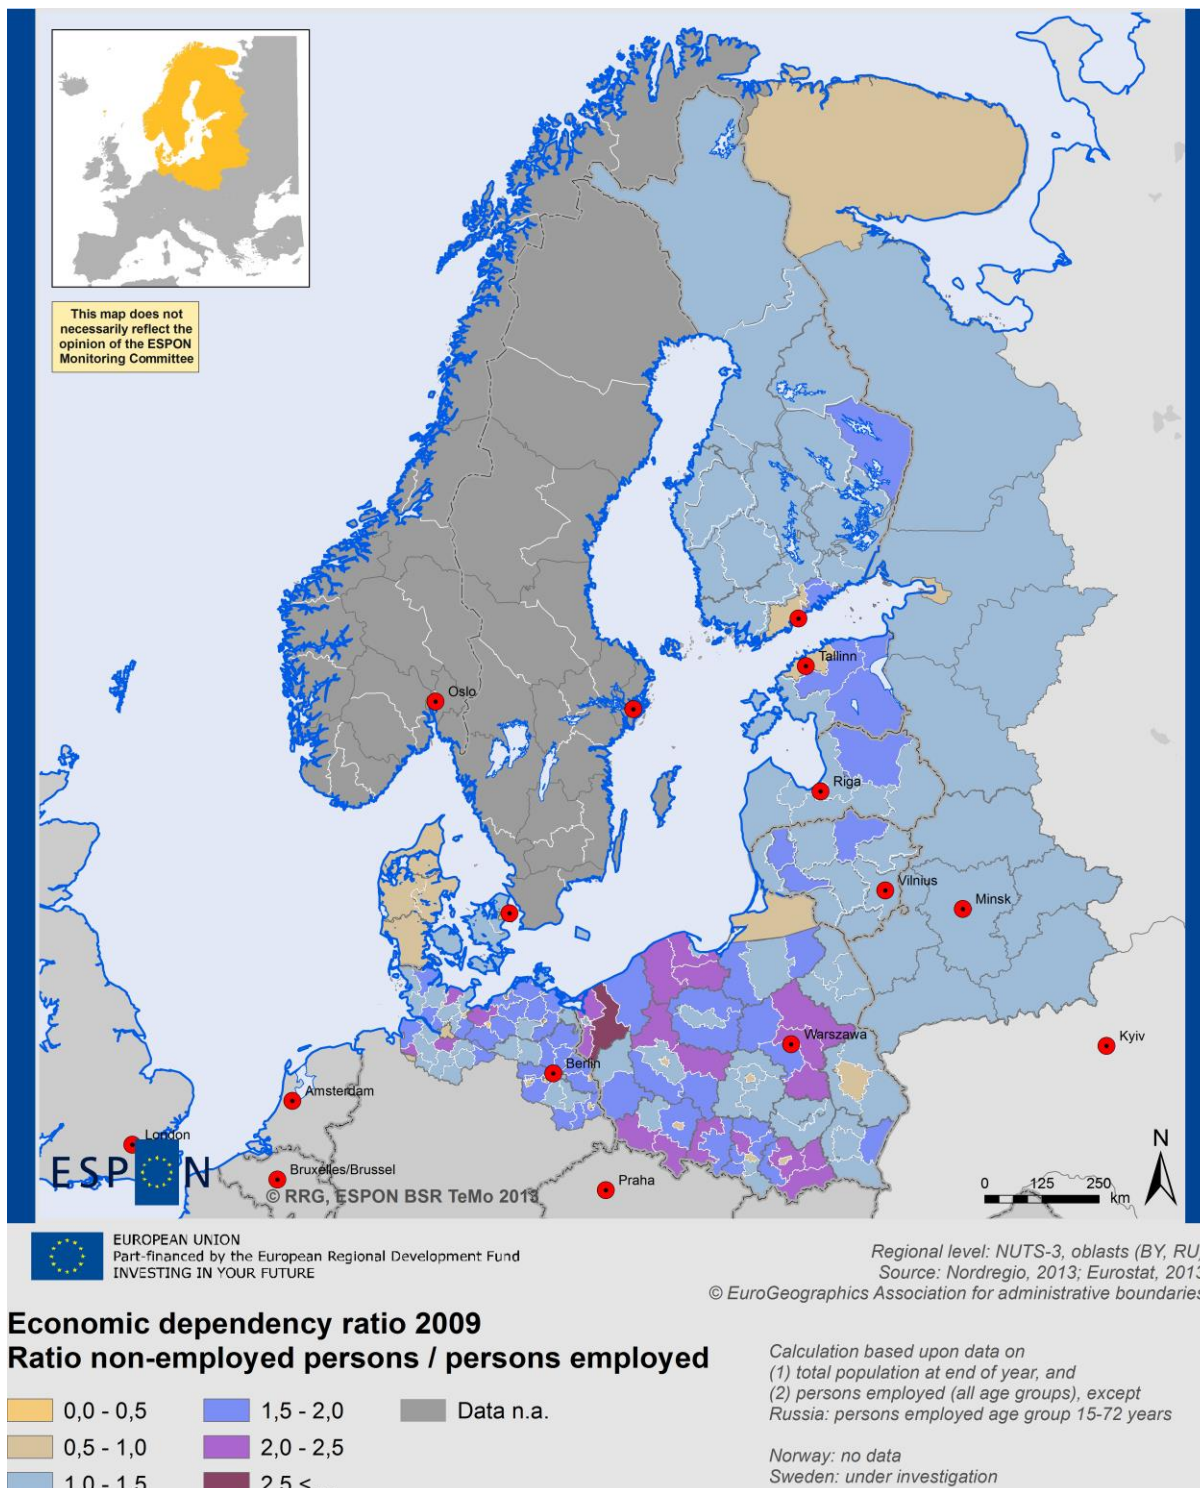 This map does not
necessarily reflect the
opinion of the ESPON
Monitoring Committee
Oslo
Tallinn
Riga
Vilnius
Minsk
Warszawa
Kyiv
Berlin
Amsterdam
London
Bruxelles/Brussel
Praha
ESPON
© RRG, ESPON BSR TeMo 2013
N
0 125 250
km
EUROPEAN UNION
Part-financed by the European Regional Development Fund
INVESTING IN YOUR FUTURE
Regional level: NUTS-3, oblasts (BY, RU)
Source: Nordregio, 2013; Eurostat, 2013
© EuroGeographics Association for administrative boundaries
Economic dependency ratio 2009
Ratio non-employed persons / persons employed
0,0 - 0,5
0,5 - 1,0
1,0 - 1,5
1,5 - 2,0
2,0 - 2,5
2,5 <
Data n.a.
Calculation based upon data on
(1) total population at end of year, and
(2) persons employed (all age groups), except
Russia: persons employed age group 15-72 years
Norway: no data
Sweden: under investigation